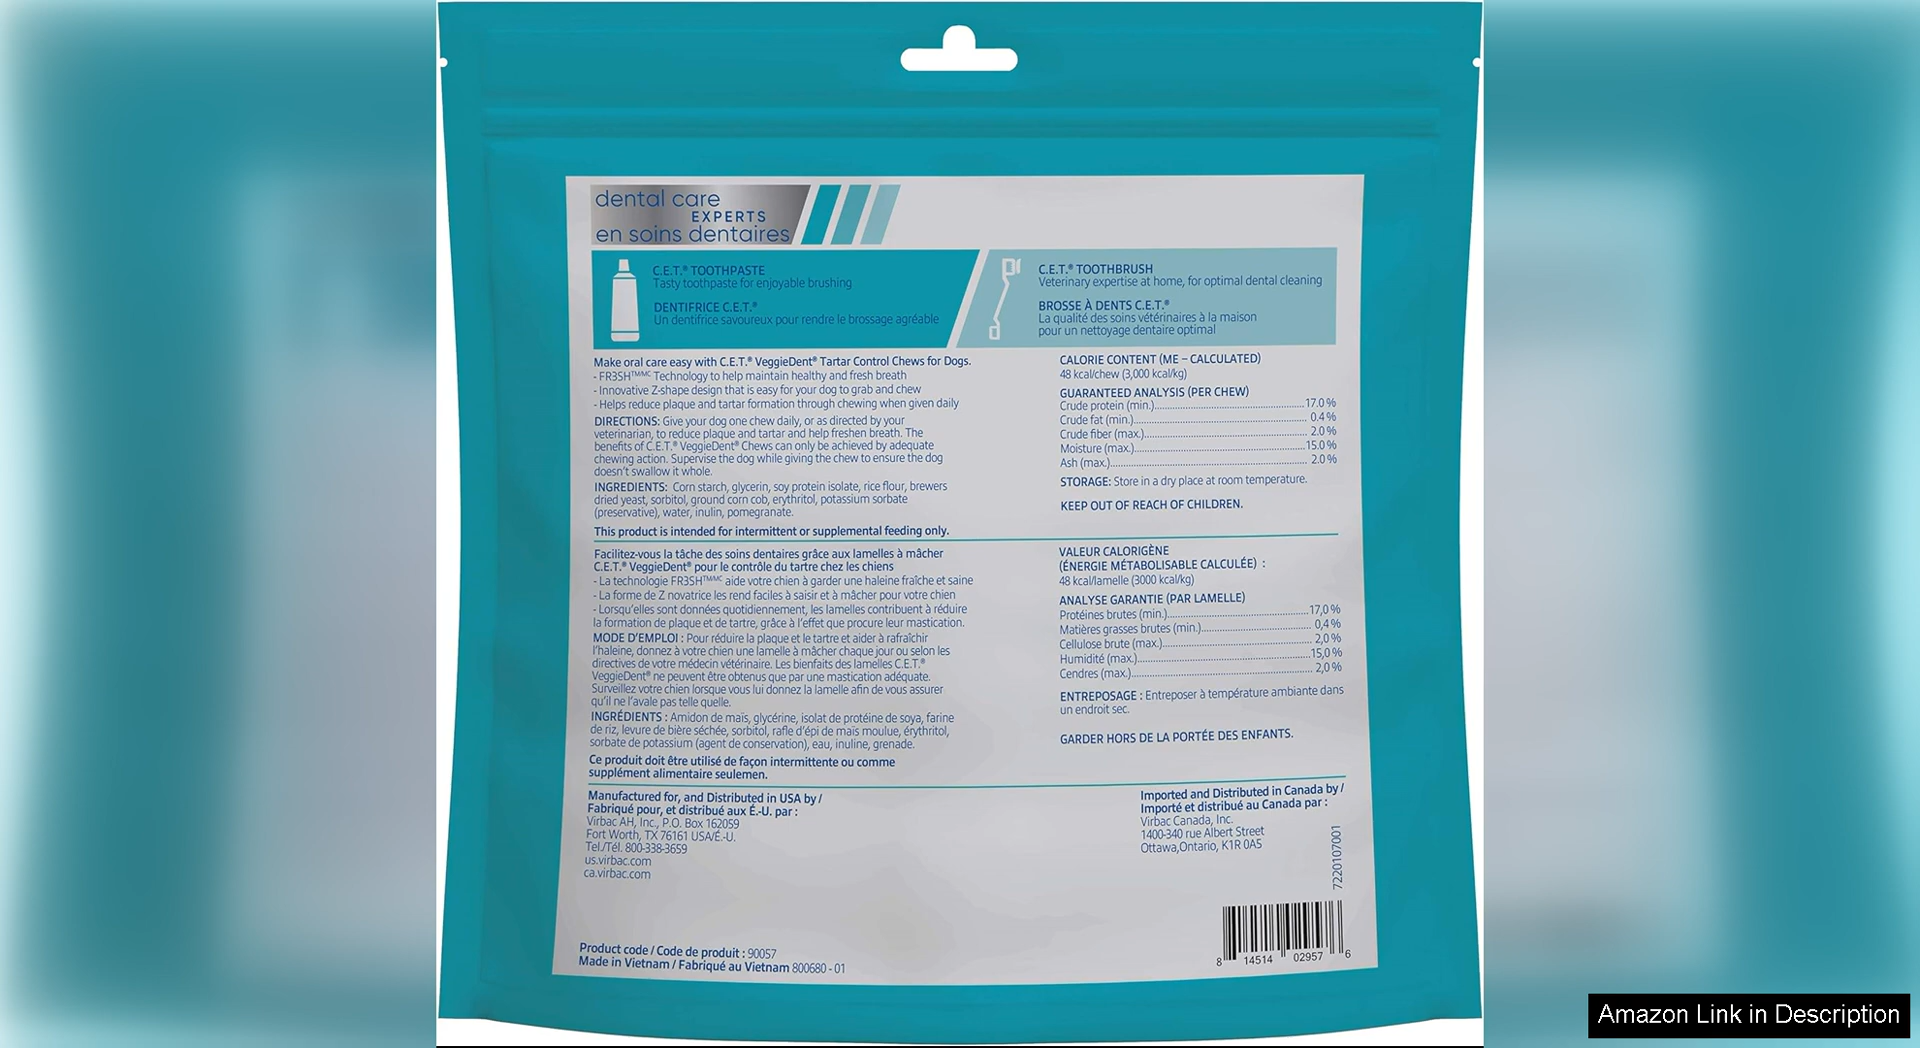 dental care
EXPERTS
en soins dentaires
C.E.T.® TOOTHPASTE
Tasty toothpaste for enjoyable brushing
DENTIFRICE C.E.T.®
Un dentifrice savoureux pour rendre le brossage agréable
C.E.T.® TOOTHBRUSH
Veterinary expertise at home, for optimal dental cleaning
BROSSE À DENTS C.E.T.®
La qualité des soins vétérinaires à la maison
pour un nettoyage dentaire optimal
Make oral care easy with C.E.T.® VeggieDent® Tartar Control Chews for Dogs.
- FR3SH™/MC Technology to help maintain healthy and fresh breath
- Innovative Z-shape design that is easy for your dog to grab and chew
- Helps reduce plaque and tartar formation through chewing when given daily
DIRECTIONS: Give your dog one chew daily, or as directed by your
veterinarian, to reduce plaque and tartar and help freshen breath. The
benefits of C.E.T.® VeggieDent® Chews can only be achieved by adequate
chewing action. Supervise the dog while giving the chew to ensure the dog
doesn't swallow it whole.
INGREDIENTS: Corn starch, glycerin, soy protein isolate, rice flour, brewers
dried yeast, sorbitol, ground corn cob, erythritol, potassium sorbate
(preservative), water, inulin, pomegranate.
This product is intended for intermittent or supplemental feeding only.
CALORIE CONTENT (ME – CALCULATED)
48 kcal/chew (3,000 kcal/kg)
GUARANTEED ANALYSIS (PER CHEW)
Crude protein (min.)..........17.0 %
Crude fat (min.)..........0.4 %
Crude fiber (max.)..........2.0 %
Moisture (max.)..........15.0 %
Ash (max.)..........2.0 %
STORAGE: Store in a dry place at room temperature.
KEEP OUT OF REACH OF CHILDREN.
Facilitez-vous la tâche des soins dentaires grâce aux lamelles à mâcher
C.E.T.® VeggieDent® pour le contrôle du tartre chez les chiens
- La technologie FR3SH™/MC aide votre chien à garder une haleine fraîche et saine
- La forme de Z novatrice les rend faciles à saisir et à mâcher pour votre chien
- Lorsqu'elles sont données quotidiennement, les lamelles contribuent à réduire
la formation de plaque et de tartre, grâce à l'effet que procure leur mastication.
MODE D'EMPLOI : Pour réduire la plaque et le tartre et aider à rafraîchir
l'haleine, donnez à votre chien une lamelle à mâcher chaque jour ou selon les
directives de votre médecin vétérinaire. Les bienfaits des lamelles C.E.T.®
VeggieDent® ne peuvent être obtenus que par une mastication adéquate.
Surveillez votre chien lorsque vous lui donnez la lamelle afin de vous assurer
qu'il ne l'avale pas telle quelle.
INGRÉDIENTS : Amidon de maïs, glycérine, isolat de protéine de soya, farine
de riz, levure de bière séchée, sorbitol, rafle d'épi de maïs moulue, érythritol,
sorbate de potassium (agent de conservation), eau, inuline, grenade.
Ce produit doit être utilisé de façon intermittente ou comme
supplément alimentaire seulemen.
VALEUR CALORIGÈNE
(ÉNERGIE MÉTABOLISABLE CALCULÉE) :
48 kcal/lamelle (3000 kcal/kg)
ANALYSE GARANTIE (PAR LAMELLE)
Protéines brutes (min.)..........17,0 %
Matières grasses brutes (min.)..........0,4 %
Cellulose brute (max.)..........2,0 %
Humidité (max.)..........15,0 %
Cendres (max.)..........2,0 %
ENTREPOSAGE : Entreposer à température ambiante dans
un endroit sec.
GARDER HORS DE LA PORTÉE DES ENFANTS.
Manufactured for, and Distributed in USA by /
Fabriqué pour, et distribué aux É.-U. par :
Virbac AH, Inc., P.O. Box 162059
Fort Worth, TX 76161 USA/É.-U.
Tel./Tél. 800-338-3659
us.virbac.com
ca.virbac.com
Imported and Distributed in Canada by /
Importé et distribué au Canada par :
Virbac Canada, Inc.
1400-340 rue Albert Street
Ottawa,Ontario, K1R 0A5
7220107001
Product code / Code de produit : 90057
Made in Vietnam / Fabriqué au Vietnam 800680 - 01
8 14514 02957 6
Amazon Link in Description